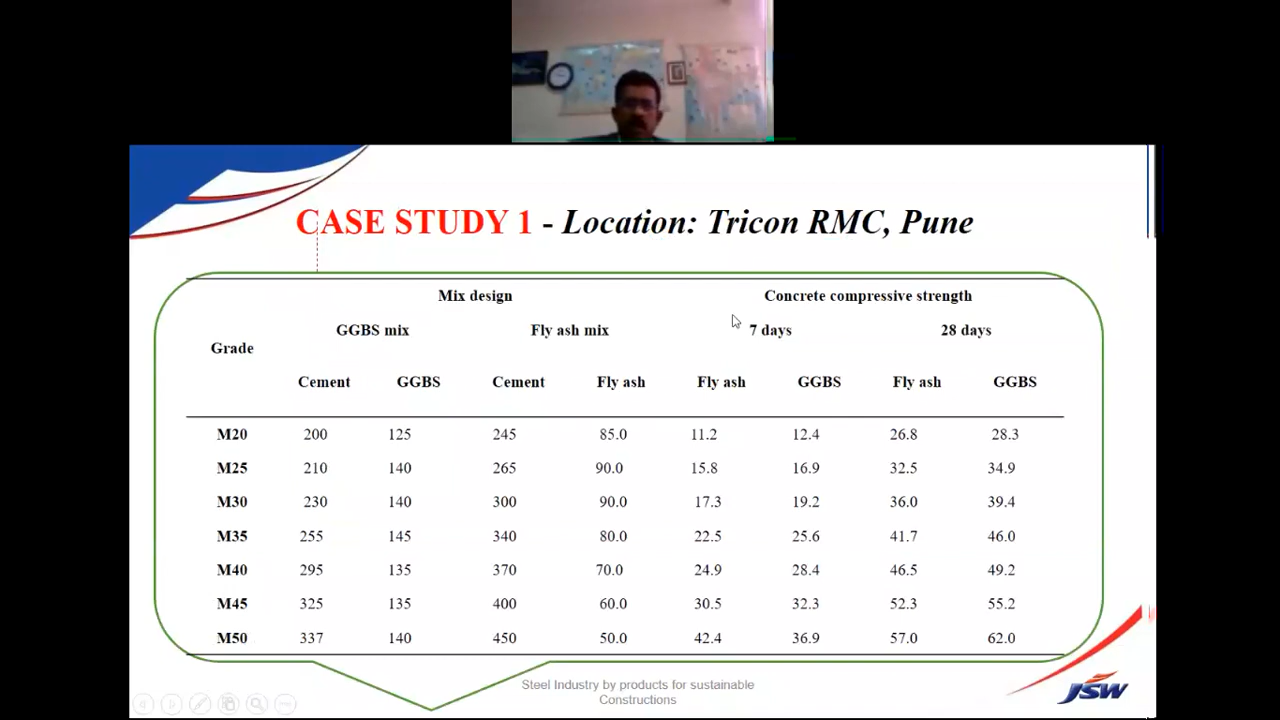 CASE STUDY 1 - Location: Tricon RMC, Pune
Mix design Concrete compressive strength
GGBS mix Fly ash mix 7 days 28 days
Grade
Cement GGBS Cement Fly ash Fly ash GGBS Fly ash GGBS
M20 200 125 245 85.0 11.2 12.4 26.8 28.3
M25 210 140 265 90.0 15.8 16.9 32.5 34.9
M30 230 140 300 90.0 17.3 19.2 36.0 39.4
M35 255 145 340 80.0 22.5 25.6 41.7 46.0
M40 295 135 370 70.0 24.9 28.4 46.5 49.2
M45 325 135 400 60.0 30.5 32.3 52.3 55.2
M50 337 140 450 50.0 42.4 36.9 57.0 62.0
Steel Industry by products for sustainable
Constructions
JSW